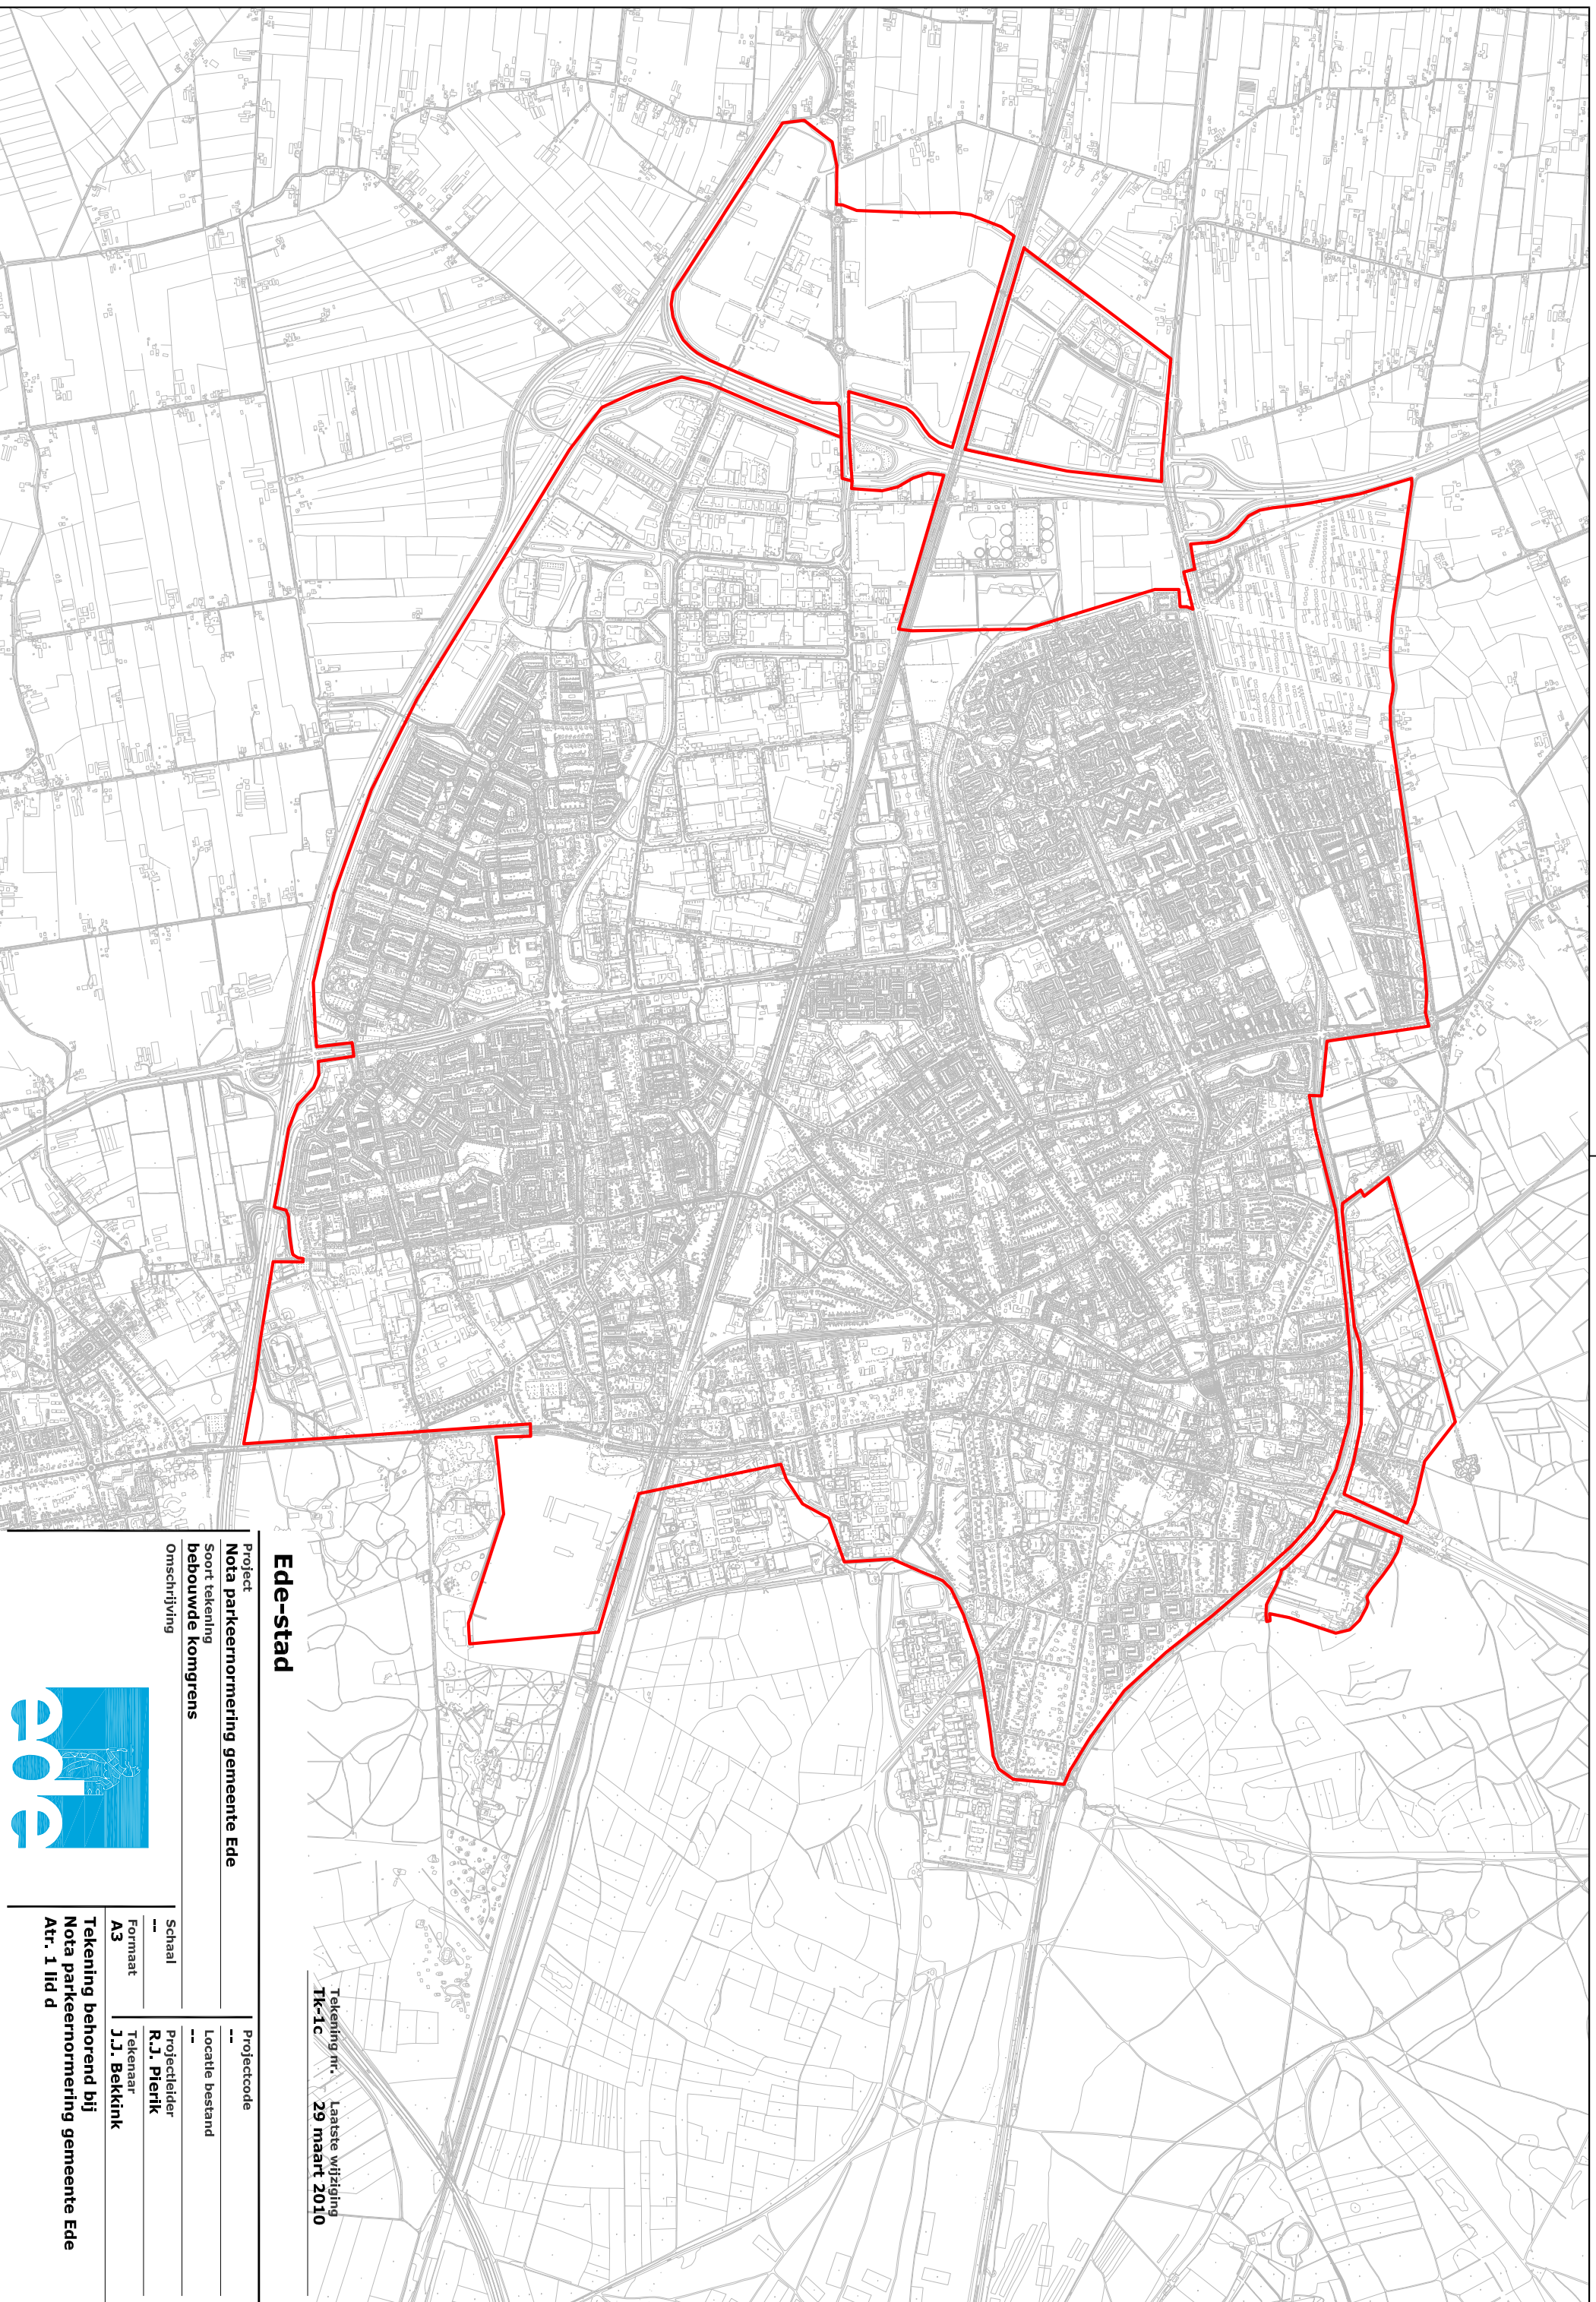 Tekening nr.
Tk-1c
Laatste wijziging
29 maart 2010
Ede-stad
Project
Nota parkeernormering gemeente Ede
Projectcode
--
Soort tekening
bebouwde komgrens
Locatie bestand
--
Omschrijving
Schaal
--
Projectleider
R.J. Pierik
Formaat
A3
Tekenaar
J.J. Bekkink
Tekening behorend bij
Nota parkeernormering gemeente Ede
Atr. 1 lid d
ede